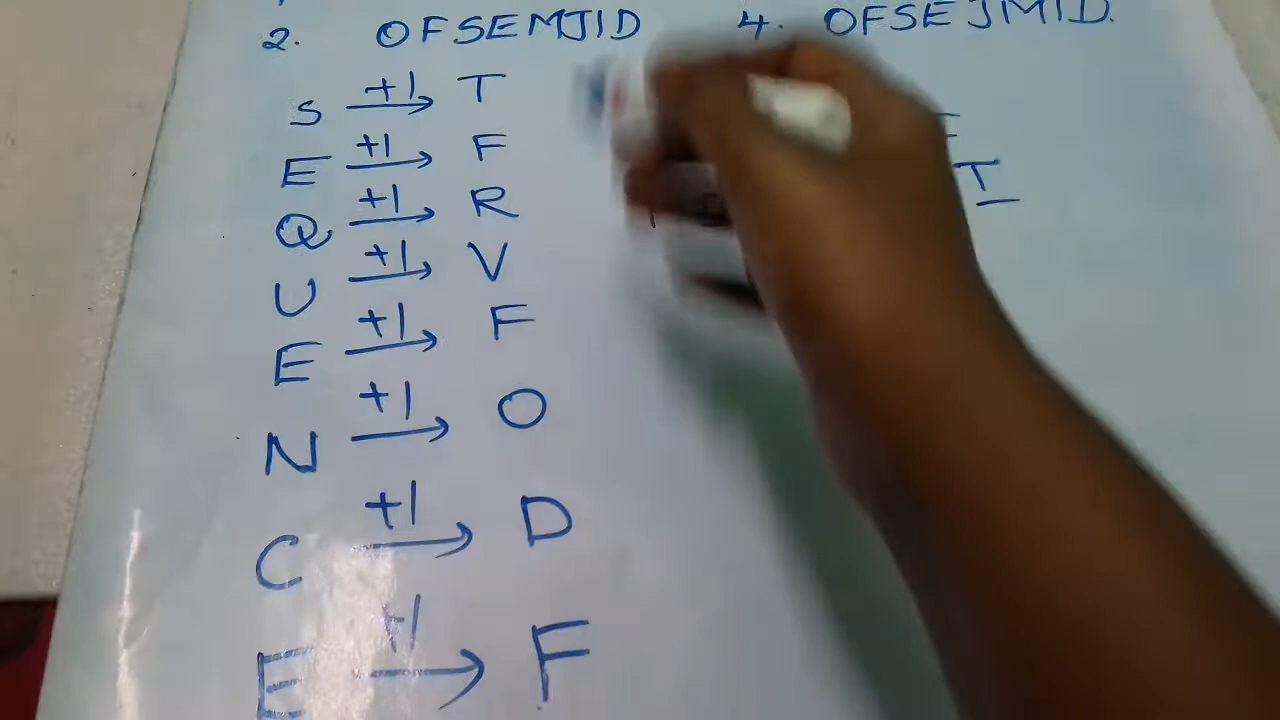 2. OFSEMJID 4. OFSEJMID.
S +1 → T
E +1 → F
Q +1 → R
U +1 → V
E +1 → F
N +1 → O
C +1 → D
E +1 → F
T